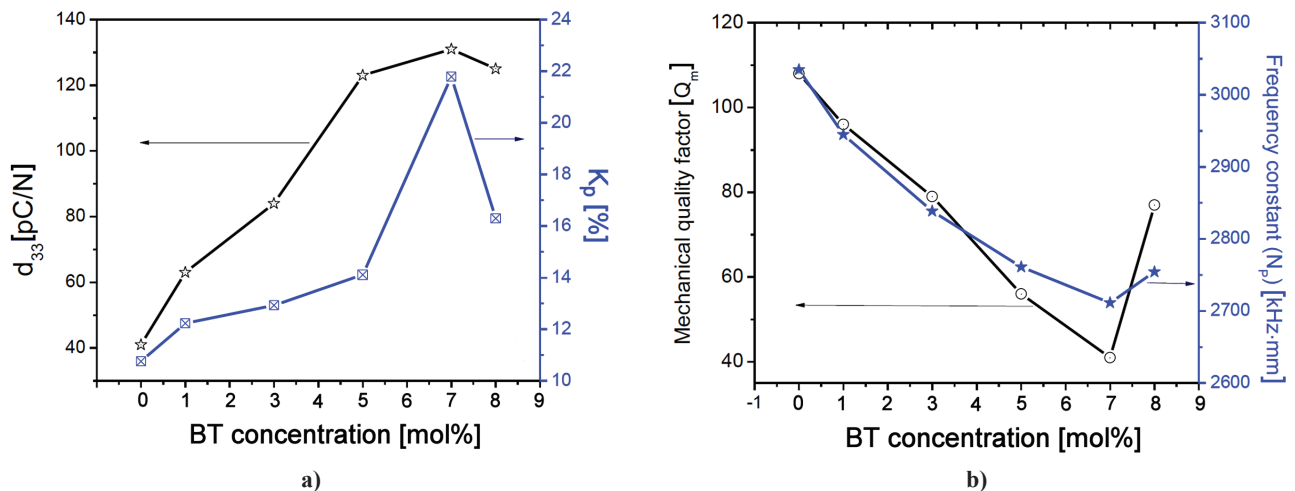 140
120
100
80
60
40
d33[pC/N]
0 1 2 3 4 5 6 7 8 9
BT concentration [mol%]
24
22
20
18
16
14
12
10
Kp [%]
a)
120
100
80
60
40
Mechanical quality factor [Qm]
-1 0 1 2 3 4 5 6 7 8 9
BT concentration [mol%]
3100
3000
2900
2800
2700
2600
Frequency constant (NP) [kHz·mm]
b)